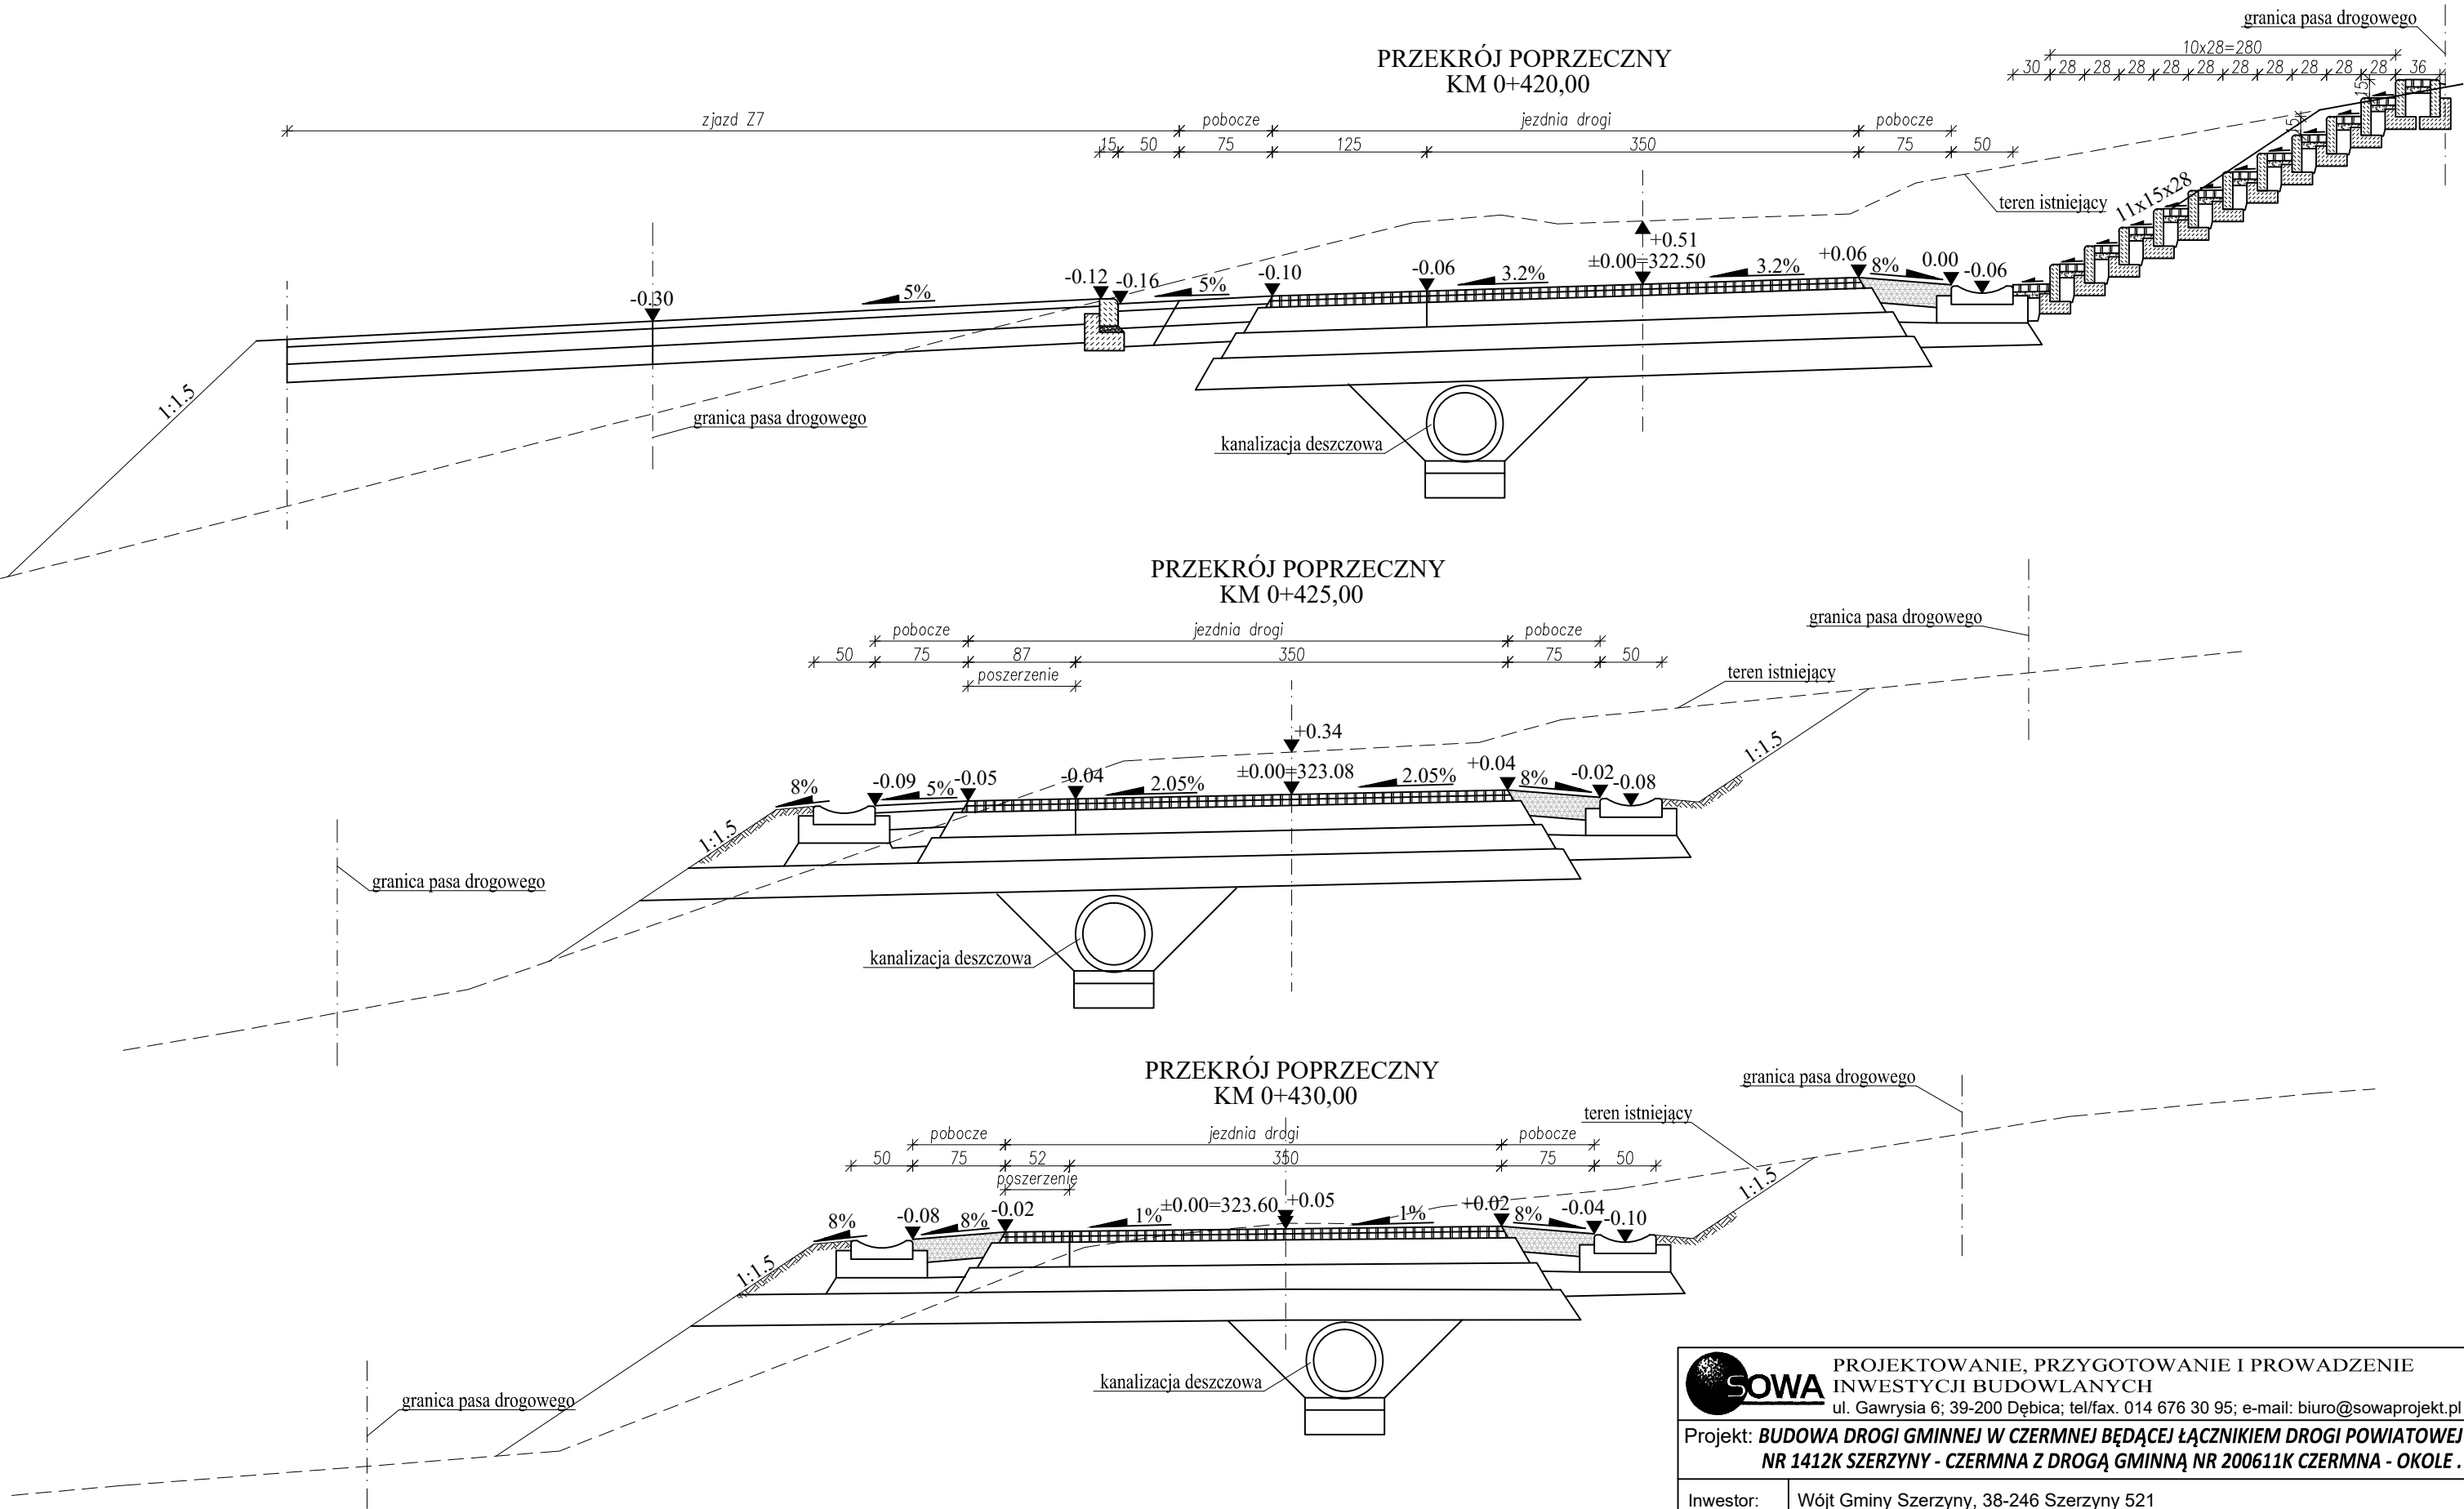 granica pasa drogowego
PRZEKRÓJ POPRZECZNY
KM 0+420,00
10x28=280
30 28 28 28 28 28 28 28 28 28 28 36
15
15
zjazd Z7 pobocze jezdnia drogi pobocze
15 50 75 125 350 75 50
teren istniejący
11x15x28
+0.51
±0.00=322.50
-0.30 5% -0.12 -0.16 5% -0.10 -0.06 3.2% 3.2% +0.06 8% 0.00 -0.06
1:1.5
granica pasa drogowego
kanalizacja deszczowa
PRZEKRÓJ POPRZECZNY
KM 0+425,00
granica pasa drogowego
pobocze jezdnia drogi pobocze
50 75 87 350 75 50
poszerzenie
teren istniejący
+0.34
1:1.5
8% -0.09 5% -0.05 -0.04 2.05% ±0.00=323.08 2.05% +0.04 8% -0.02 -0.08
1:1.5
granica pasa drogowego
kanalizacja deszczowa
PRZEKRÓJ POPRZECZNY
KM 0+430,00
granica pasa drogowego
teren istniejący
pobocze jezdnia drogi pobocze
50 75 52 350 75 50
poszerzenie
1:1.5
8% -0.08 8% -0.02 1% ±0.00=323.60 +0.05 1% +0.02 8% -0.04 -0.10
1:1.5
kanalizacja deszczowa
granica pasa drogowego
SOWA
PROJEKTOWANIE, PRZYGOTOWANIE I PROWADZENIE
INWESTYCJI BUDOWLANYCH
ul. Gawrysia 6; 39-200 Dębica; tel/fax. 014 676 30 95; e-mail: biuro@sowaprojekt.pl
Projekt: BUDOWA DROGI GMINNEJ W CZERMNEJ BĘDĄCEJ ŁĄCZNIKIEM DROGI POWIATOWEJ
NR 1412K SZERZYNY - CZERMNA Z DROGĄ GMINNĄ NR 200611K CZERMNA - OKOLE .
Inwestor: Wójt Gminy Szerzyny, 38-246 Szerzyny 521